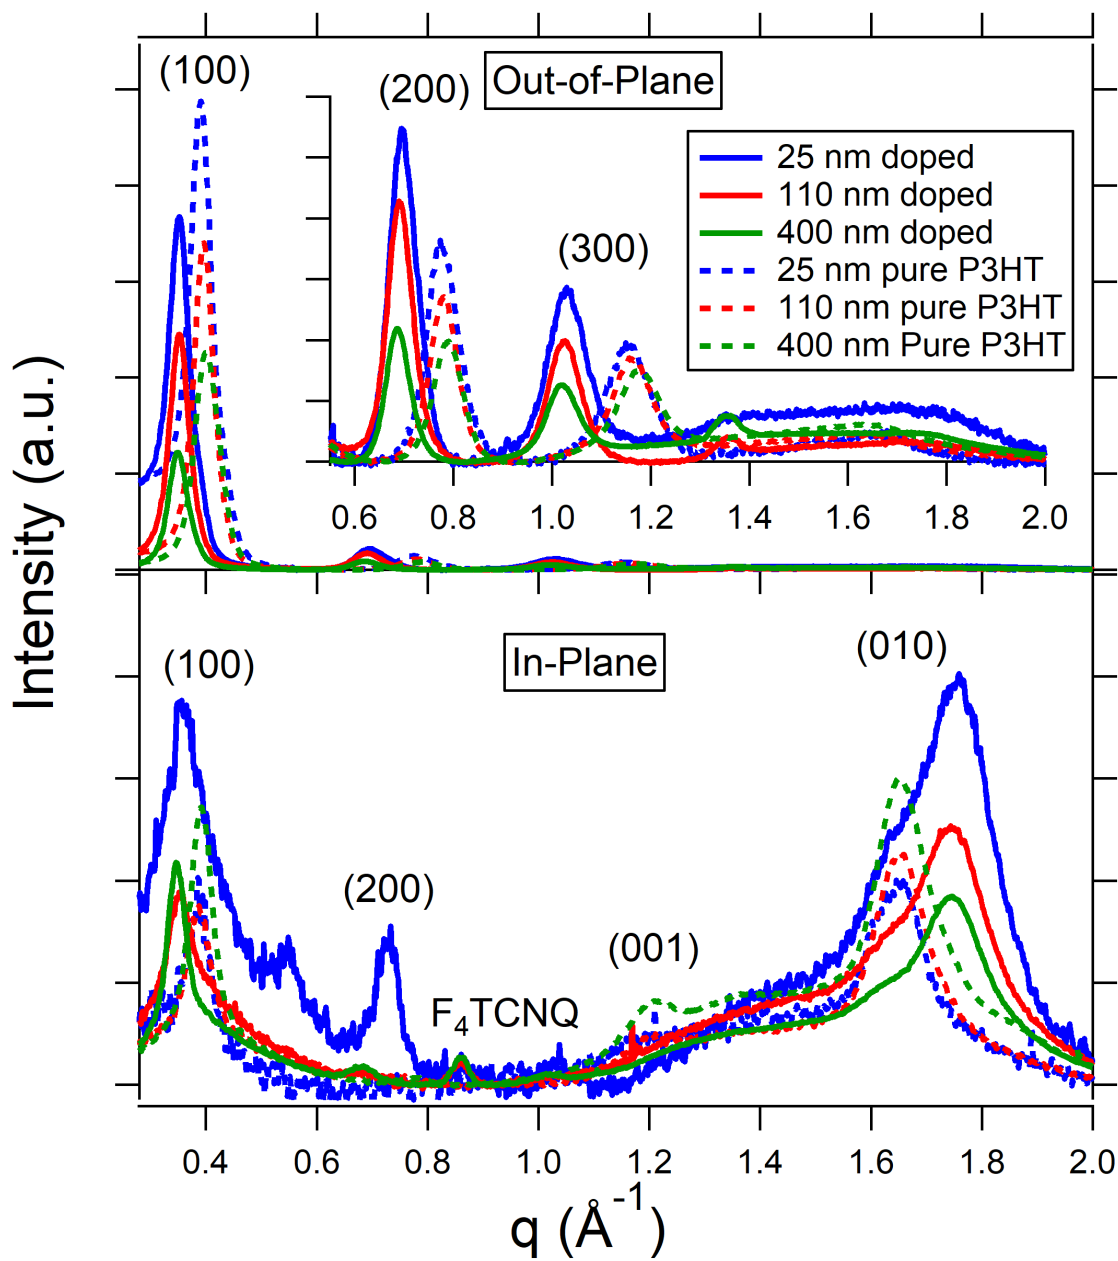 (100)
(200)
Out-of-Plane
(300)
25 nm doped
110 nm doped
400 nm doped
25 nm pure P3HT
110 nm pure P3HT
400 nm Pure P3HT
0.6 0.8 1.0 1.2 1.4 1.6 1.8 2.0
Intensity (a.u.)
(100)
In-Plane
(010)
(200)
(001)
F₄TCNQ
0.4 0.6 0.8 1.0 1.2 1.4 1.6 1.8 2.0
q (Å⁻¹)